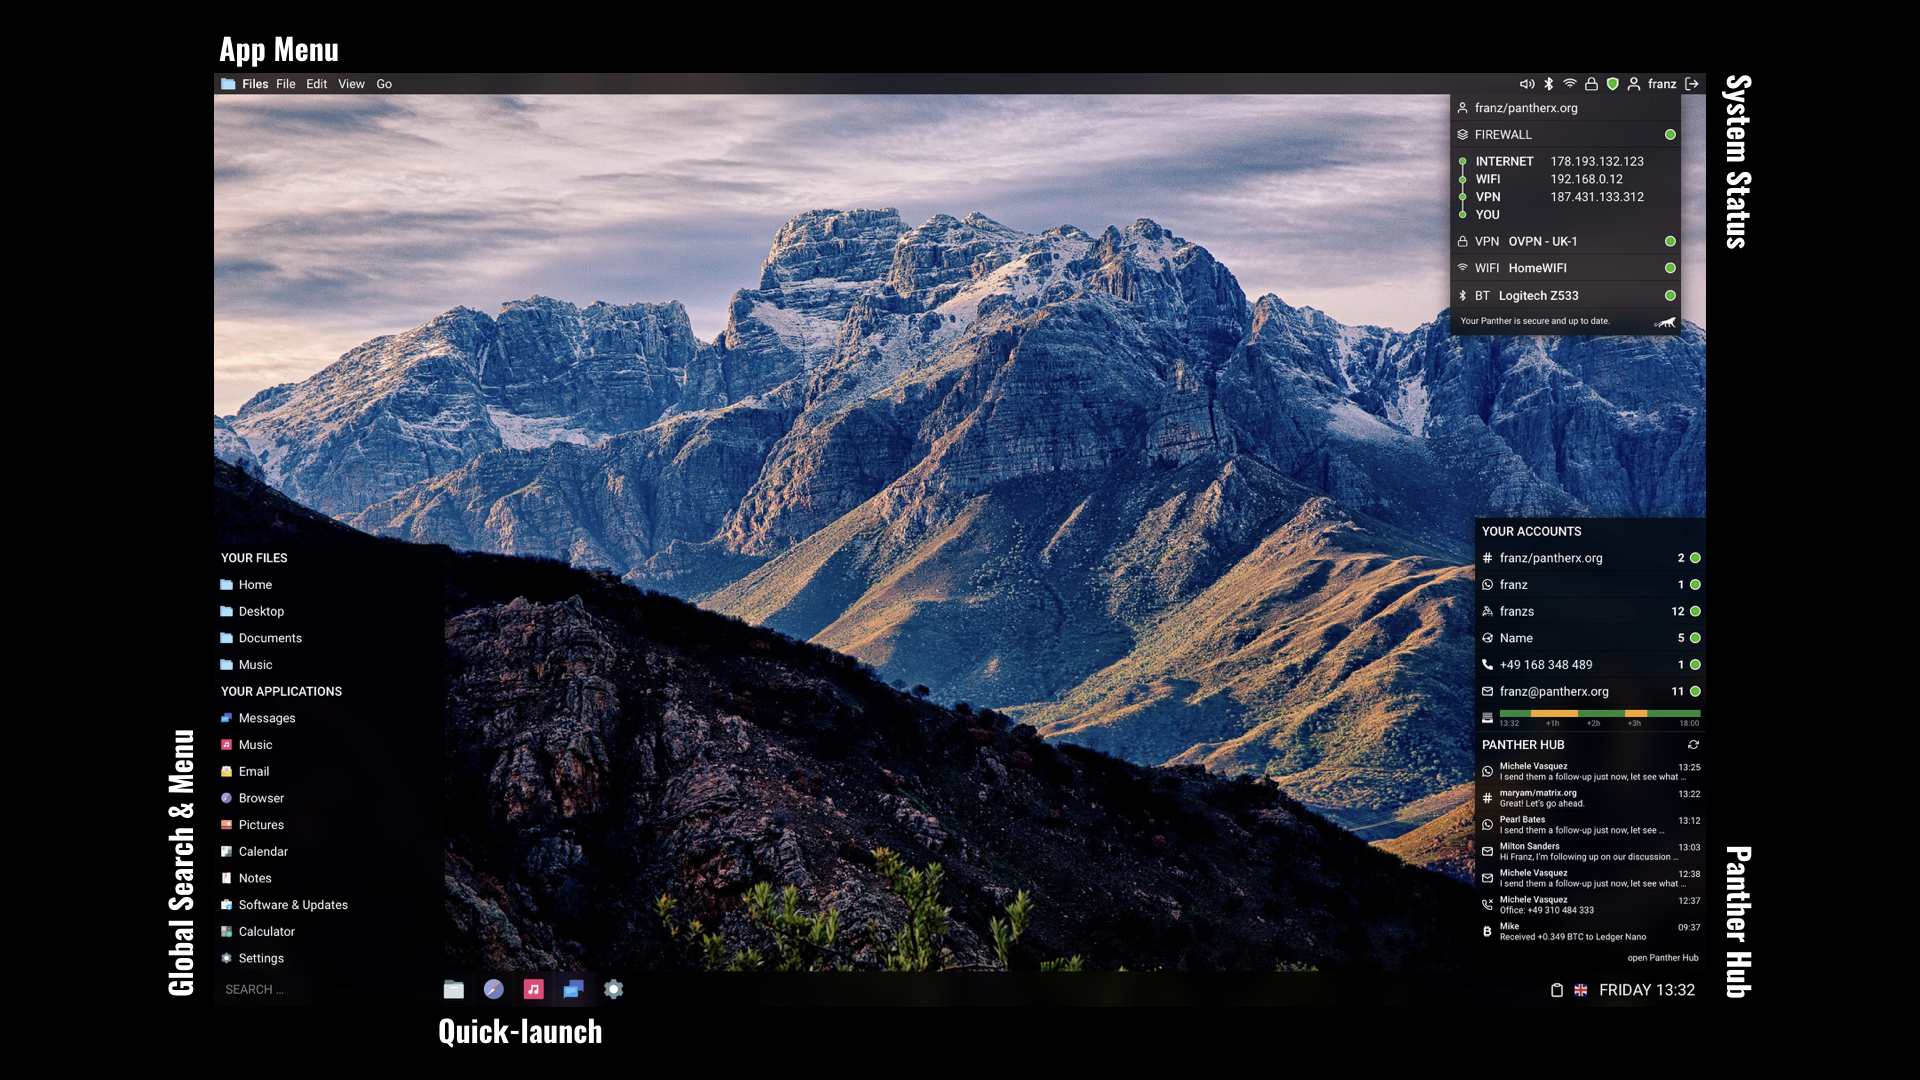 App Menu
Files File Edit View Go
franz
System Status
franz/pantherx.org
FIREWALL
INTERNET 178.193.132.123
WIFI 192.168.0.12
VPN 187.431.133.312
YOU
VPN OVPN - UK-1
WIFI HomeWIFI
BT Logitech Z533
Your Panther is secure and up to date.
YOUR FILES
Home
Desktop
Documents
Music
YOUR APPLICATIONS
Messages
Music
Email
Browser
Pictures
Calendar
Notes
Software & Updates
Calculator
Settings
SEARCH ...
Global Search & Menu
YOUR ACCOUNTS
franz/pantherx.org 2
franz 1
franzs 12
Name 5
+49 168 348 489 1
franz@pantherx.org 11
13:32 +1h +2h +3h 18:00
PANTHER HUB
Michele Vasquez 13:25
I send them a follow-up just now, let see what ...
maryam/matrix.org 13:22
Great! Let's go ahead.
Pearl Bates 13:12
I send them a follow-up just now, let see ...
Milton Sanders 13:03
Hi Franz, I'm following up on our discussion ...
Michele Vasquez 12:38
I send them a follow-up just now, let see what ...
Michele Vasquez 12:37
Office: +49 310 484 333
Mike 09:37
Received +0.349 BTC to Ledger Nano
open Panther Hub
FRIDAY 13:32
Panther Hub
Quick-launch